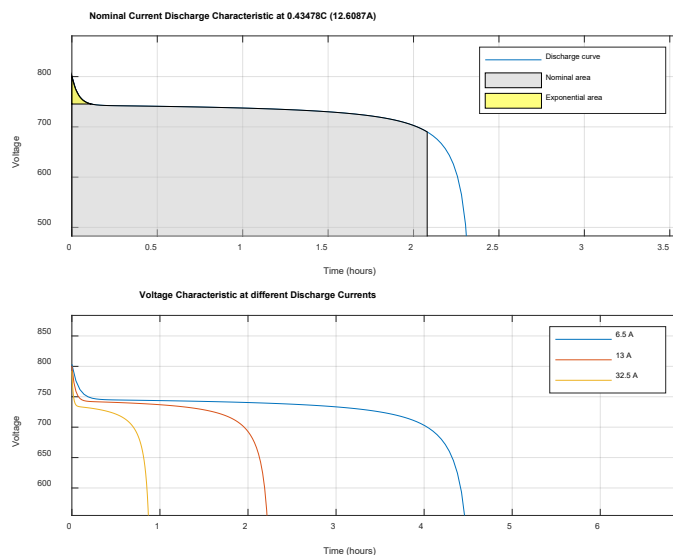 Nominal Current Discharge Characteristic at 0.43478C (12.6087A)
Discharge curve
Nominal area
Exponential area
800
700
600
500
Voltage
0 0.5 1 1.5 2 2.5 3 3.5
Time (hours)
Voltage Characteristic at different Discharge Currents
6.5 A
13 A
32.5 A
850
800
750
700
600
Voltage
0 1 2 3 4 5 6
Time (hours)